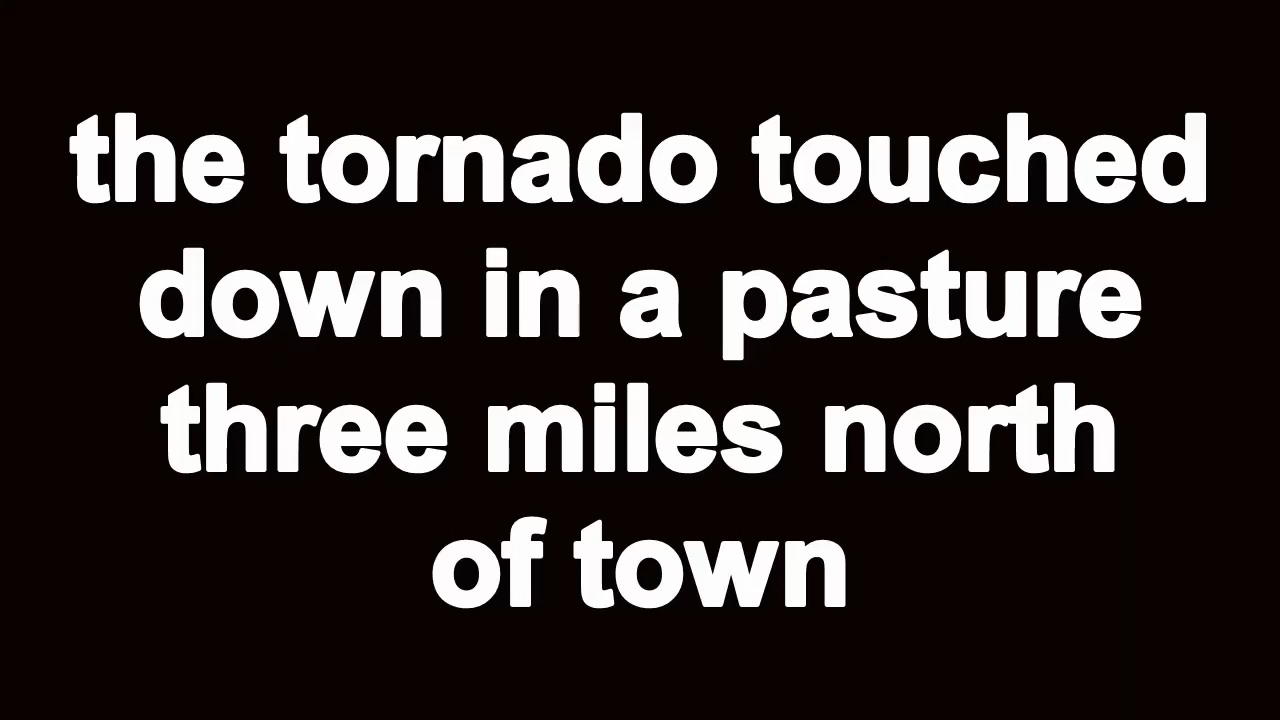 the tornado touched
down in a pasture
three miles north
of town